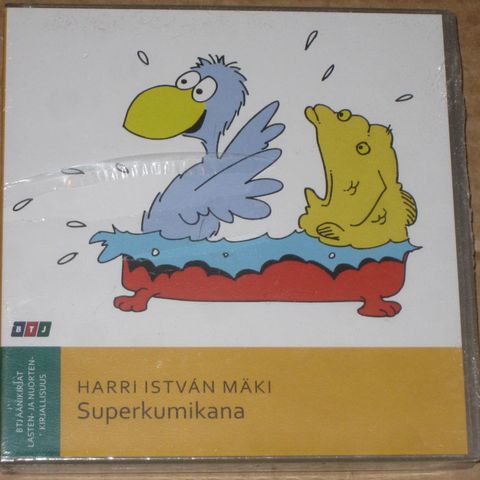 BTJ
HARRI ISTVÁN MÄKI
Superkumikana
BTJ ÄÄNIKIRJAT
LASTEN- JA NUORTEN-
KIRJALLISUUS